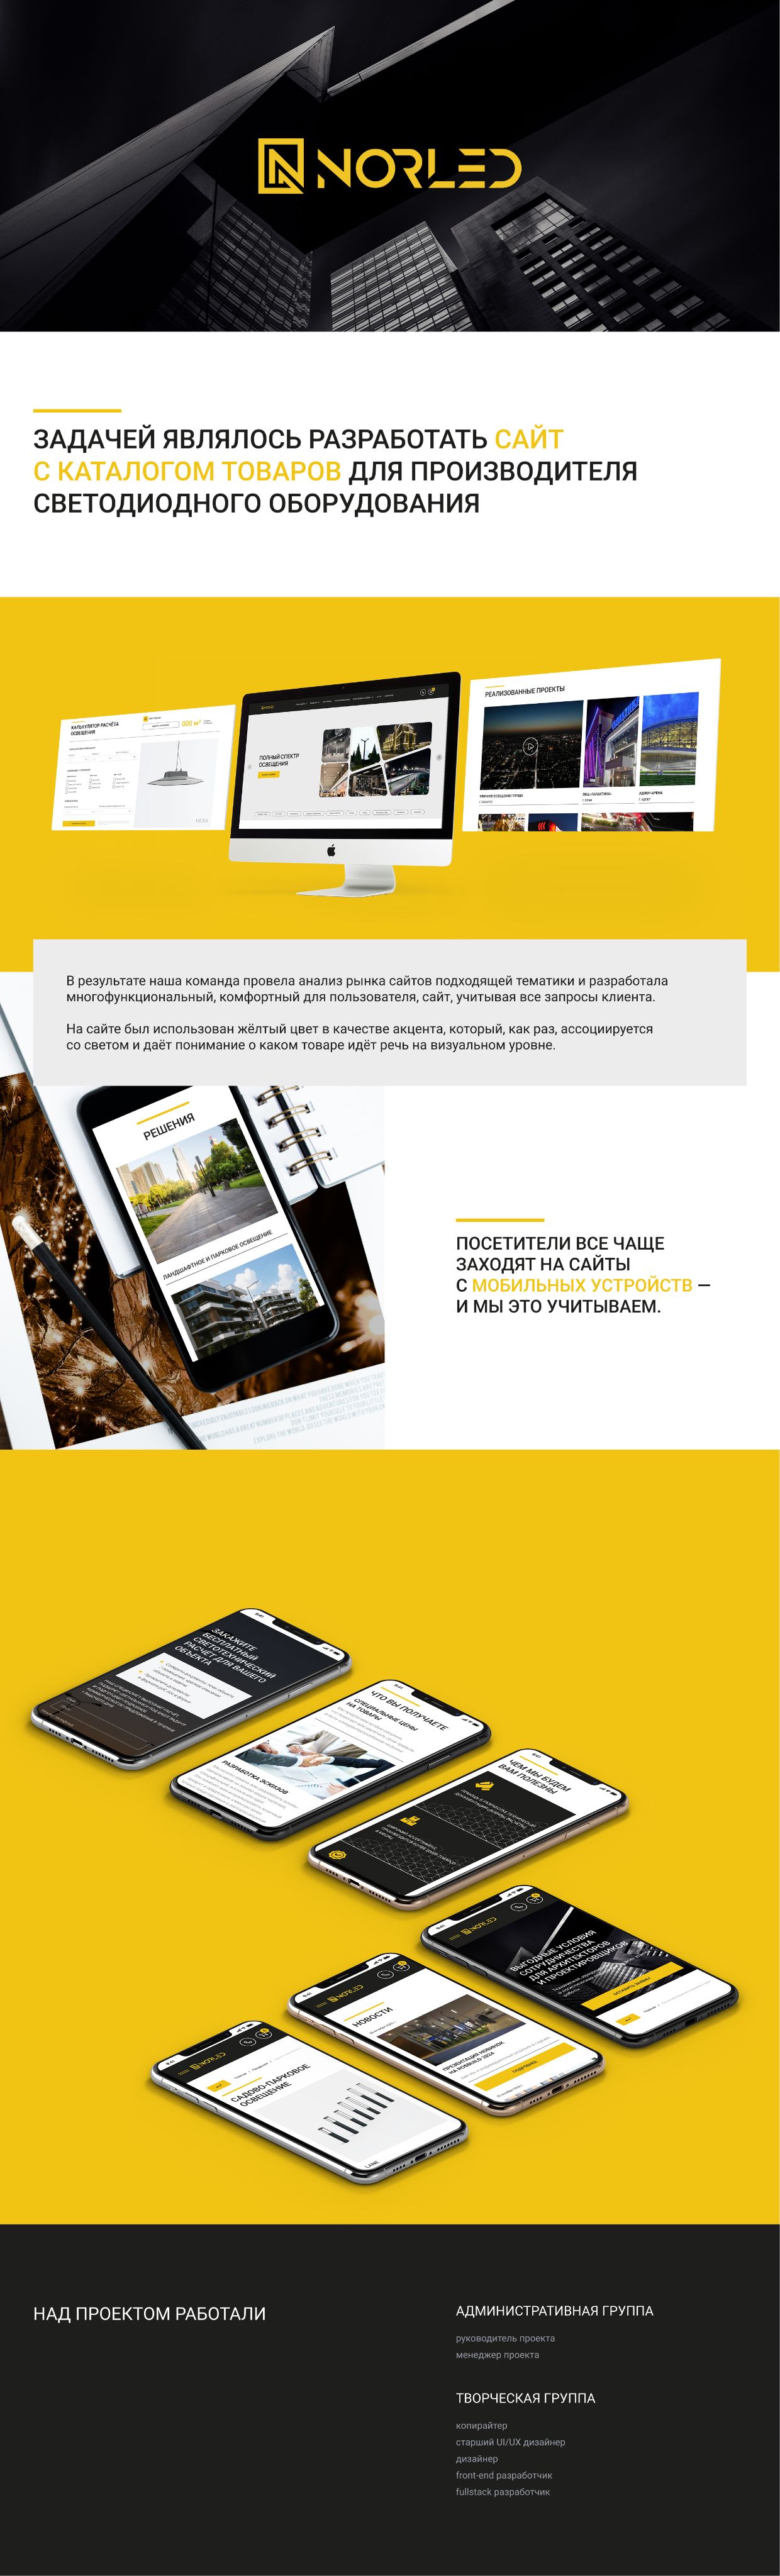 NORLED
ЗАДАЧЕЙ ЯВЛЯЛОСЬ РАЗРАБОТАТЬ САЙТ
С КАТАЛОГОМ ТОВАРОВ ДЛЯ ПРОИЗВОДИТЕЛЯ
СВЕТОДИОДНОГО ОБОРУДОВАНИЯ
КАЛЬКУЛЯТОР РАСЧЁТА
ОСВЕЩЕНИЯ
ПОЛНЫЙ СПЕКТР
ОСВЕЩЕНИЯ
РЕАЛИЗОВАННЫЕ ПРОЕКТЫ
В результате наша команда провела анализ рынка сайтов подходящей тематики и разработала
многофункциональный, комфортный для пользователя, сайт, учитывая все запросы клиента.
На сайте был использован жёлтый цвет в качестве акцента, который, как раз, ассоциируется
со светом и даёт понимание о каком товаре идёт речь на визуальном уровне.
РЕШЕНИЯ
ЛАНДШАФТНОЕ И ПАРКОВОЕ ОСВЕЩЕНИЕ
ПОСЕТИТЕЛИ ВСЕ ЧАЩЕ
ЗАХОДЯТ НА САЙТЫ
С МОБИЛЬНЫХ УСТРОЙСТВ —
И МЫ ЭТО УЧИТЫВАЕМ.
ЗАКАЖИТЕ
БЕСПЛАТНЫЙ
СВЕТОТЕХНИЧЕСКИЙ
РАСЧЕТ ДЛЯ ВАШЕГО
ОБЪЕКТА
ЧТО ВЫ ПОЛУЧАЕТЕ
СПЕЦИАЛЬНЫЕ ЦЕНЫ
НА ТОВАРЫ
РАЗРАБОТКА ЭСКИЗОВ
ЧЕМ МЫ БУДЕМ
ВАМ ПОЛЕЗНЫ
NORLED
ВЫГОДНЫЕ УСЛОВИЯ
СОТРУДНИЧЕСТВА
ДЛЯ АРХИТЕКТОРОВ
И ПРОЕКТИРОВЩИКОВ
NORLED
НОВОСТИ
ПРЕЗЕНТАЦИЯ НОВИНОК
NORLED
САДОВО-ПАРКОВОЕ
ОСВЕЩЕНИЕ
НАД ПРОЕКТОМ РАБОТАЛИ
АДМИНИСТРАТИВНАЯ ГРУППА
руководитель проекта
менеджер проекта
ТВОРЧЕСКАЯ ГРУППА
копирайтер
старший UI/UX дизайнер
дизайнер
front-end разработчик
fullstack разработчик